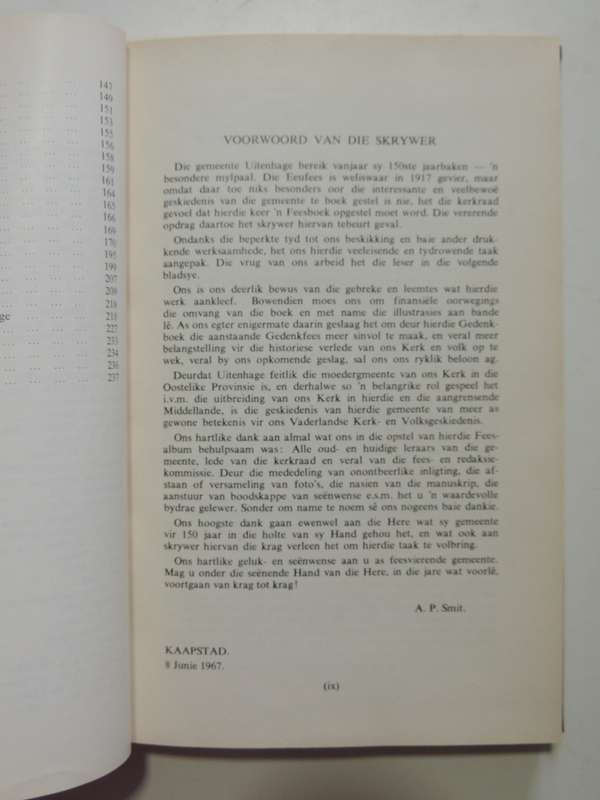 147
149
151
153
155
156
158
159
161
164
165
166
169
170
195
199
207
208
218
ge 221
227
233
234
236
237
VOORWOORD VAN DIE SKRYWER
Die gemeente Uitenhage bereik vanjaar sy 150ste jaarbaken — 'n
besondere mylpaal. Die Eeufees is weliswaar in 1917 gevier, maar
omdat daar toe niks besonders oor die interessante en veelbewoë
geskiedenis van die gemeente te boek gestel is nie, het die kerkraad
gevoel dat hierdie keer 'n Feesboek opgestel moet word. Die vererende
opdrag daartoe het skrywer hiervan tebeurt geval.
Ondanks die beperkte tyd tot ons beskikking en baie ander druk-
kende werksaamhede, het ons hierdie veeleisende en tydrowende taak
aangepak. Die vrug van ons arbeid het die leser in die volgende
bladsye.
Ons is ons deerlik bewus van die gebreke en leemtes wat hierdie
werk aankleef. Bowendien moes ons om finansiële oorwegings
die omvang van die boek en met name die illustrasies aan bande
lê. As ons egter enigermate daarin geslaag het om deur hierdie Gedenk-
boek die aanstaande Gedenkfees meer sinvol te maak, en veral meer
belangstelling vir die historiese verlede van ons Kerk en volk op te
wek, veral by ons opkomende geslag, sal ons ons ryklik beloon ag.
Deurdat Uitenhage feitlik die moedergmeente van ons Kerk in die
Oostelike Provinsie is, en derhalwe so 'n belangrike rol gespeel het
i.v.m. die uitbreiding van ons Kerk in hierdie en die aangrensende
Middellande, is die geskiedenis van hierdie gemeente van meer as
gewone betekenis vir ons Vaderlandse Kerk- en Volksgeskiedenis.
Ons hartlike dank aan almal wat ons in die opstel van hierdie Fees-
album behulpsaam was: Alle oud- en huidige leraars van die ge-
meente, lede van die kerkraad en veral van die fees- en redaksie-
kommissie. Deur die mededeling van onontbeerlike inligting, die af-
staan of versameling van foto's, die nasien van die manuskrip, die
aanstuur van boodskappe van seënwense e.s.m. het u 'n waardevolle
bydrae gelewer. Sonder om name te noem sê ons nogeens baie dankie.
Ons hoogste dank gaan ewenwel aan die Here wat sy gemeente
vir 150 jaar in die holte van sy Hand gehou het, en wat ook aan
skrywer hiervan die krag verleen het om hierdie taak te volbring.
Ons hartlike geluk- en seënwense aan u as feesvierende gemeente.
Mag u onder die seënende Hand van die Here, in die jare wat voorlê,
voortgaan van krag tot krag!
A. P. Smit.
KAAPSTAD.
8 Junie 1967.
(ix)